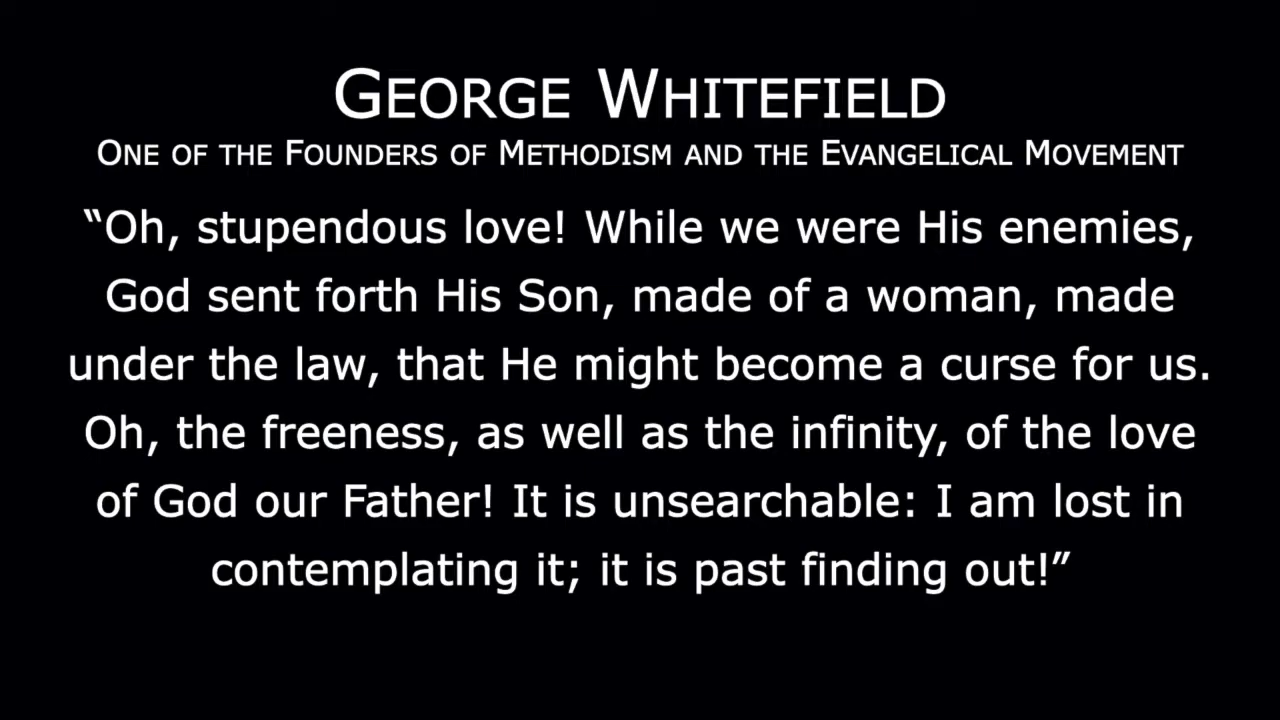 George Whitefield
One of the Founders of Methodism and the Evangelical Movement
“Oh, stupendous love! While we were His enemies,
God sent forth His Son, made of a woman, made
under the law, that He might become a curse for us.
Oh, the freeness, as well as the infinity, of the love
of God our Father! It is unsearchable: I am lost in
contemplating it; it is past finding out!”